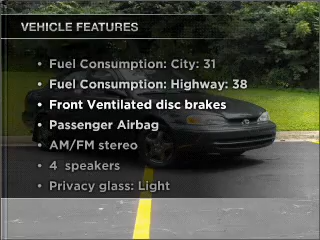 VEHICLE FEATURES
• Fuel Consumption: City: 31
• Fuel Consumption: Highway: 38
• Front Ventilated disc brakes
• Passenger Airbag
• AM/FM stereo
• 4 speakers
• Privacy glass: Light